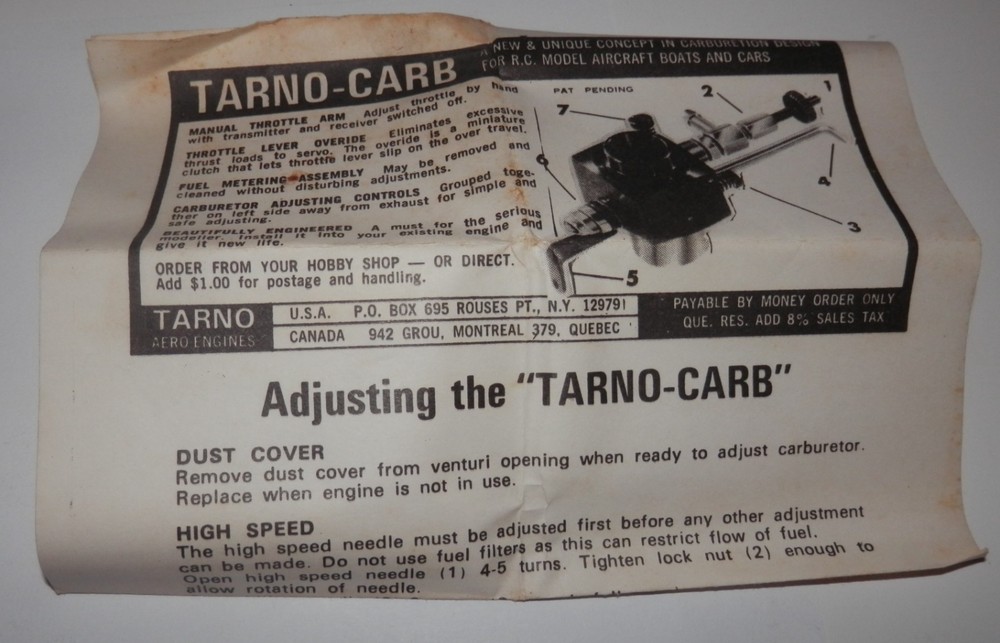 TARNO-CARB
A NEW & UNIQUE CONCEPT IN CARBURETION DESIGN
FOR R.C. MODEL AIRCRAFT BOATS AND CARS
MANUAL THROTTLE ARM Adjust throttle by hand
with transmitter and receiver switched off.
THROTTLE LEVER OVERIDE Eliminates excessive
thrust loads to servo. The overide is a miniature
clutch that lets throttle lever slip on the over travel.
FUEL METERING ASSEMBLY May be removed and
cleaned without disturbing adjustments.
CARBURETOR ADJUSTING CONTROLS Grouped toge-
ther on left side away from exhaust for simple and
safe adjusting.
BEAUTIFULLY ENGINEERED A must for the serious
modeller. Install it into your existing engine and
give it new life.
ORDER FROM YOUR HOBBY SHOP — OR DIRECT.
Add $1.00 for postage and handling.
PAT PENDING
1
2
3
4
5
6
7
TARNO
AERO ENGINES
U.S.A. P.O. BOX 695 ROUSES PT., N.Y. 12979
CANADA 942 GROU, MONTREAL 379, QUEBEC
PAYABLE BY MONEY ORDER ONLY
QUE. RES. ADD 8% SALES TAX
Adjusting the "TARNO-CARB"
DUST COVER
Remove dust cover from venturi opening when ready to adjust carburetor.
Replace when engine is not in use.
HIGH SPEED
The high speed needle must be adjusted first before any other adjustment
can be made. Do not use fuel filters as this can restrict flow of fuel.
Open high speed needle (1) 4-5 turns. Tighten lock nut (2) enough to
allow rotation of needle.